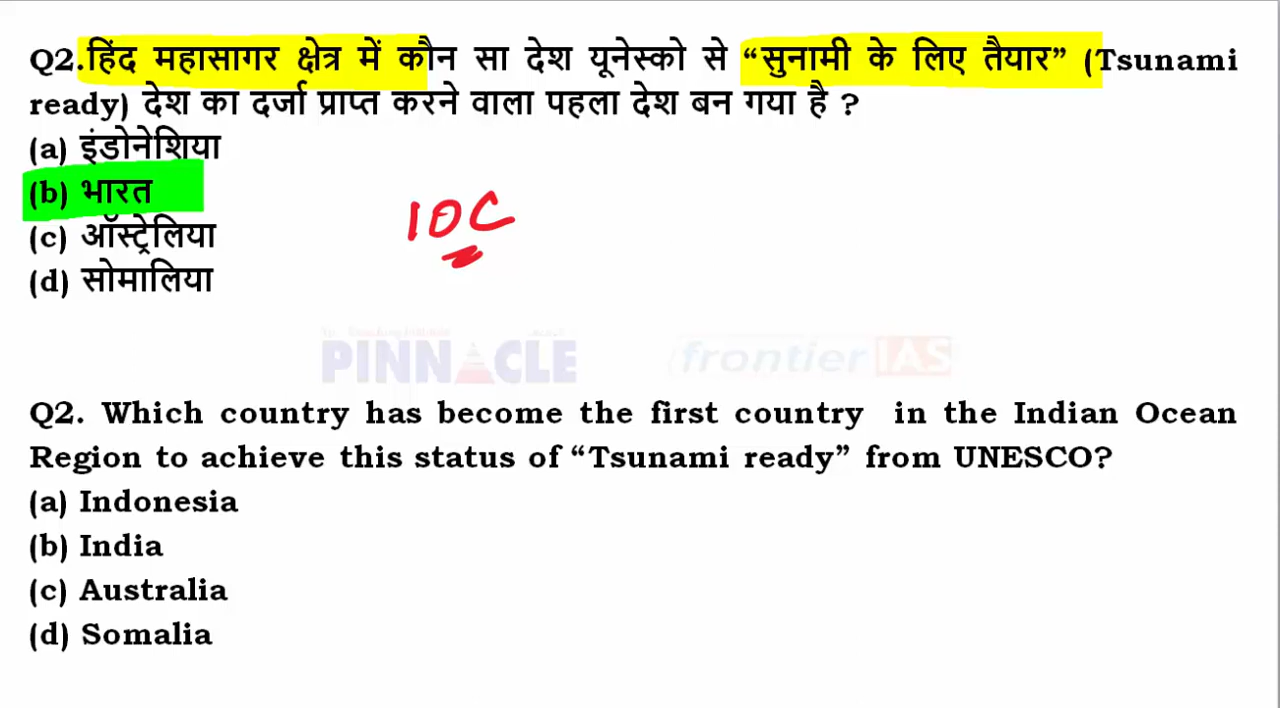 Q2.हिंद महासागर क्षेत्र में कौन सा देश यूनेस्को से “सुनामी के लिए तैयार” (Tsunami
ready) देश का दर्जा प्राप्त करने वाला पहला देश बन गया है ?
(a) इंडोनेशिया
(b) भारत
(c) ऑस्ट्रेलिया
(d) सोमालिया
IOC
PINNACLE
frontier IAS
Q2. Which country has become the first country in the Indian Ocean
Region to achieve this status of “Tsunami ready” from UNESCO?
(a) Indonesia
(b) India
(c) Australia
(d) Somalia